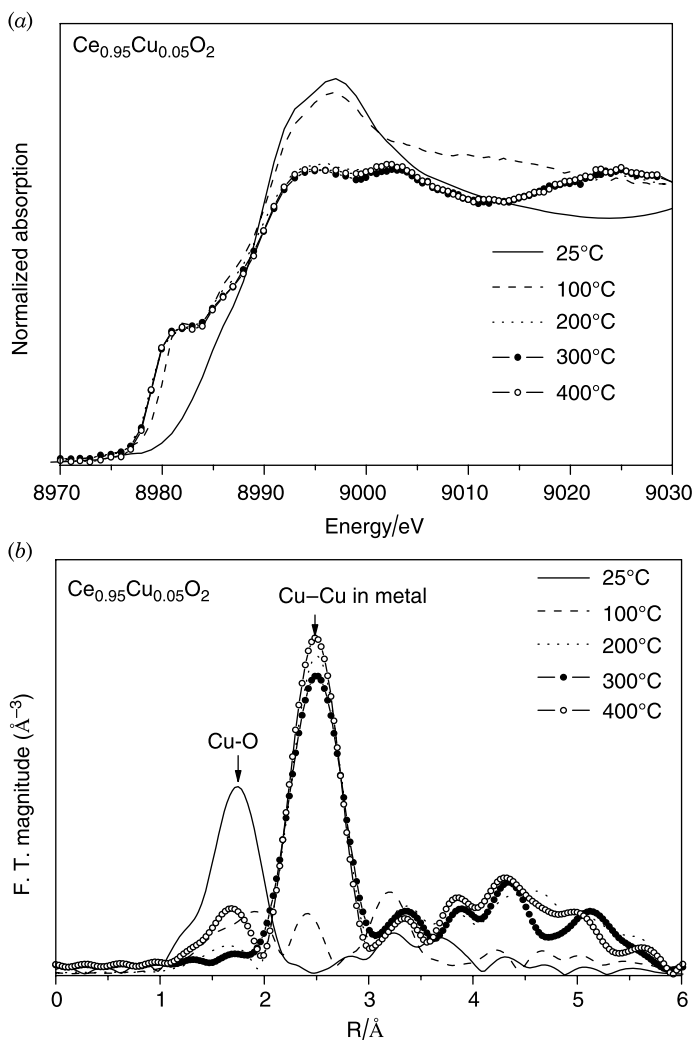 (a)
Ce0.95Cu0.05O2
Normalized absorption
25°C
100°C
200°C
300°C
400°C
8970 8980 8990 9000 9010 9020 9030
Energy/eV
(b)
Ce0.95Cu0.05O2
Cu–Cu in metal
Cu-O
25°C
100°C
200°C
300°C
400°C
F. T. magnitude (Å–3)
0 1 2 3 4 5 6
R/Å